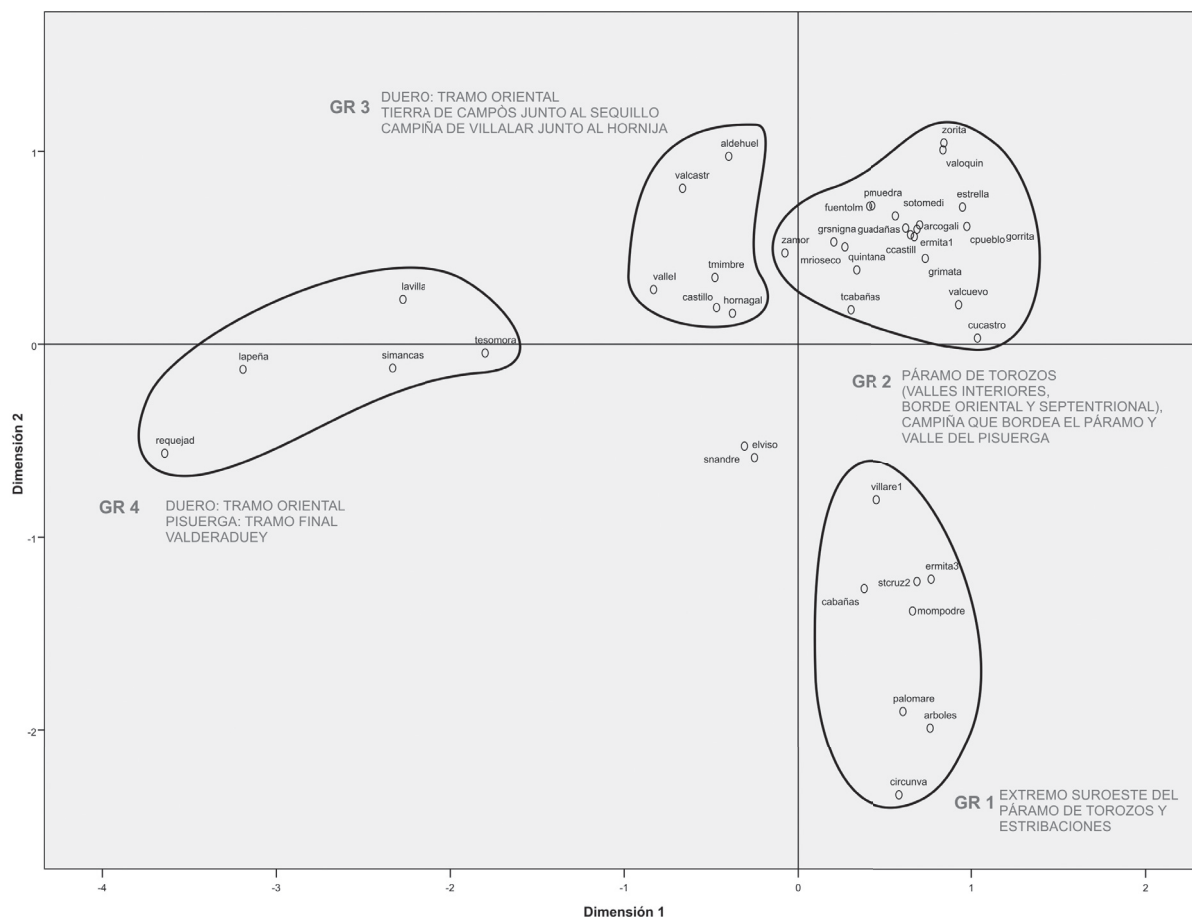 GR 3
DUERO: TRAMO ORIENTAL
TIERRA DE CAMPÒS JUNTO AL SEQUILLO
CAMPIÑA DE VILLALAR JUNTO AL HORNIJA
aldehuel
valcastr
vallel
tmimbre
castillo
hornagal
zorita
valoquin
pmuedra
fuentolm
sotomedi
estrella
arcogali
grsnigna
guadañas
cpueblo
gorrita
zamor
mrioseco
ccastill
ermita1
quintana
grimata
tcabañas
valcuevo
cucastro
lavilla
tesomora
lapeña
simancas
requejad
GR 2
PÁRAMO DE TOROZOS
(VALLES INTERIORES,
BORDE ORIENTAL Y SEPTENTRIONAL),
CAMPIÑA QUE BORDEA EL PÁRAMO Y
VALLE DEL PISUERGA
elviso
snandre
GR 4
DUERO: TRAMO ORIENTAL
PISUERGA: TRAMO FINAL
VALDERADUEY
villare1
ermita3
stcruz2
cabañas
mompodre
palomare
arboles
circunva
GR 1
EXTREMO SUROESTE DEL
PÁRAMO DE TOROZOS Y
ESTRIBACIONES
1
0
-1
-2
Dimensión 2
-4
-3
-2
-1
0
1
2
Dimensión 1